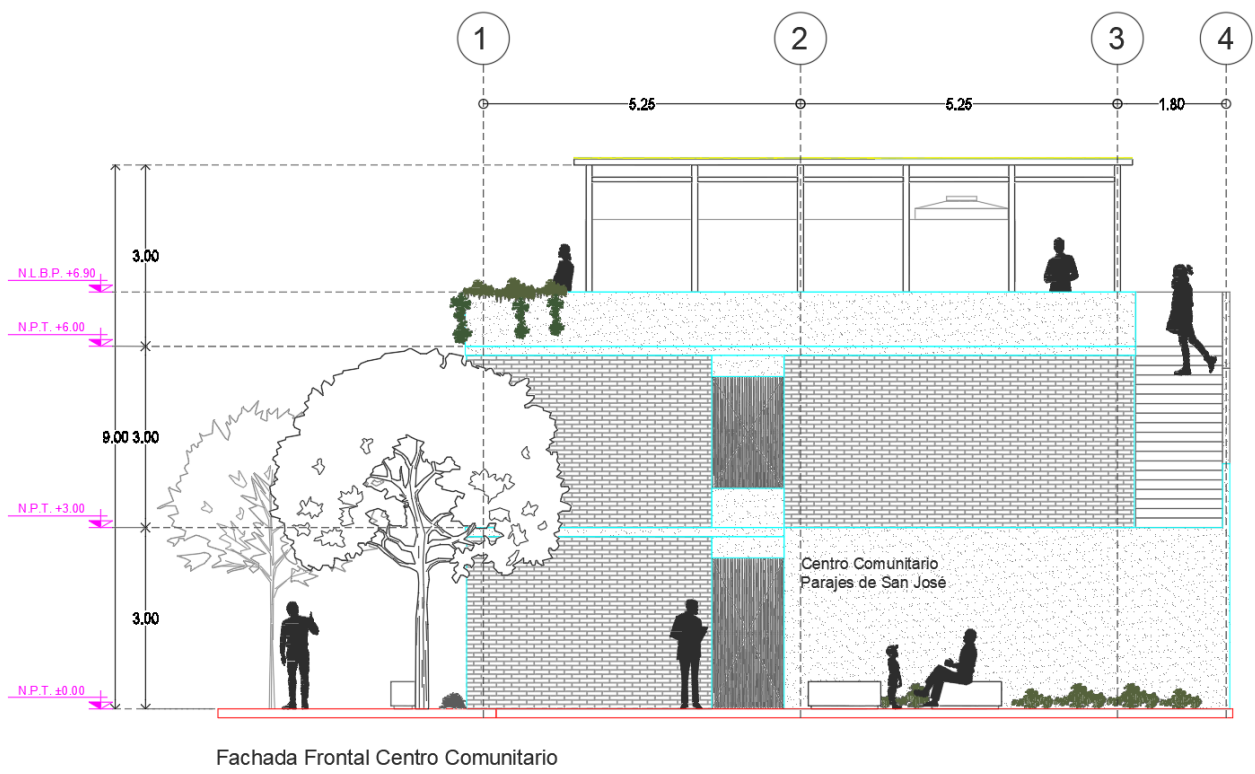 1 2 3 4
5.25 5.25 1.80
3.00
N.L.B.P. +6.90
N.P.T. +6.00
9.00 3.00
N.P.T. +3.00
Centro Comunitario
Parajes de San José
3.00
N.P.T. ±0.00
Fachada Frontal Centro Comunitario